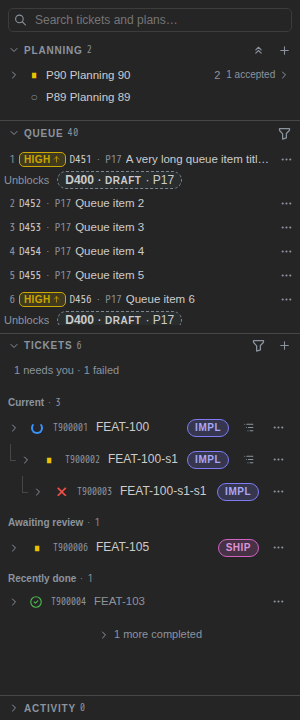 Search tickets and plans…
PLANNING 2
P90 Planning 90 2 1 accepted
P89 Planning 89
QUEUE 40
1 HIGH ↑ D451 · P17 A very long queue item titl…
Unblocks D400 · DRAFT · P17
2 D452 · P17 Queue item 2
3 D453 · P17 Queue item 3
4 D454 · P17 Queue item 4
5 D455 · P17 Queue item 5
6 HIGH ↑ D456 · P17 Queue item 6
Unblocks D400 · DRAFT · P17
TICKETS 6
1 needs you · 1 failed
Current · 3
T900001 FEAT-100 IMPL
T900002 FEAT-100-s1 IMPL
T900003 FEAT-100-s1-s1 IMPL
Awaiting review · 1
T900006 FEAT-105 SHIP
Recently done · 1
T900004 FEAT-103
1 more completed
ACTIVITY 0